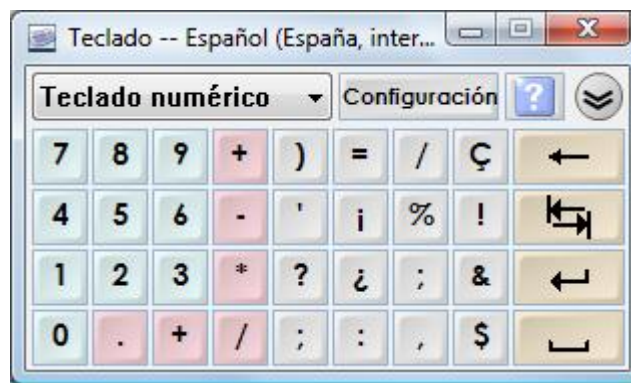 Teclado -- Español (España, inter...
Teclado numérico Configuración ?
7 8 9 + ) = / Ç
4 5 6 - ' ¡ % !
1 2 3 * ? ¿ ; &
0 . + / ; : , $